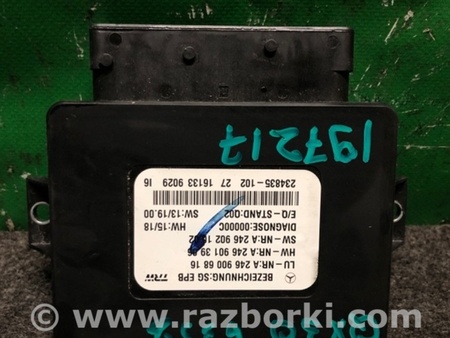 197217
BEZEICHNUNG:SG EPB
TRW
LU-NR:A 246 900 68 16
HW-NR:A 246 901 39 06
SW-NR:A 246 902
DIAGNOSE:00000C HW:15/18
E/O-STAND:002 SW:13/19.00
234835-102 27 16133 9029 16
www.razborki.com